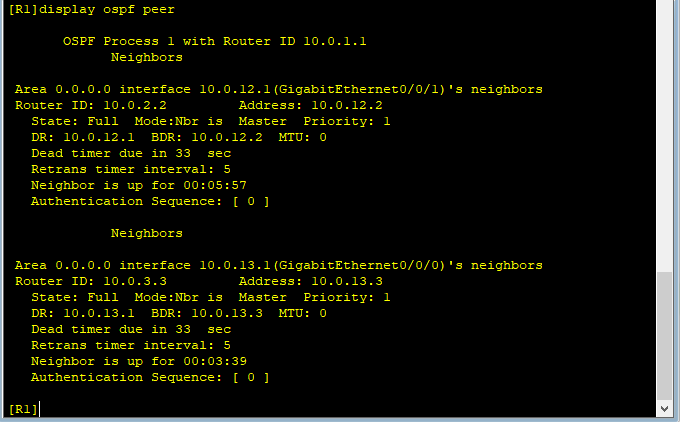 [R1]display ospf peer
OSPF Process 1 with Router ID 10.0.1.1
Neighbors
Area 0.0.0.0 interface 10.0.12.1(GigabitEthernet0/0/1)'s neighbors
Router ID: 10.0.2.2 Address: 10.0.12.2
State: Full Mode:Nbr is Master Priority: 1
DR: 10.0.12.1 BDR: 10.0.12.2 MTU: 0
Dead timer due in 33 sec
Retrans timer interval: 5
Neighbor is up for 00:05:57
Authentication Sequence: [ 0 ]
Neighbors
Area 0.0.0.0 interface 10.0.13.1(GigabitEthernet0/0/0)'s neighbors
Router ID: 10.0.3.3 Address: 10.0.13.3
State: Full Mode:Nbr is Master Priority: 1
DR: 10.0.13.1 BDR: 10.0.13.3 MTU: 0
Dead timer due in 33 sec
Retrans timer interval: 5
Neighbor is up for 00:03:39
Authentication Sequence: [ 0 ]
[R1]